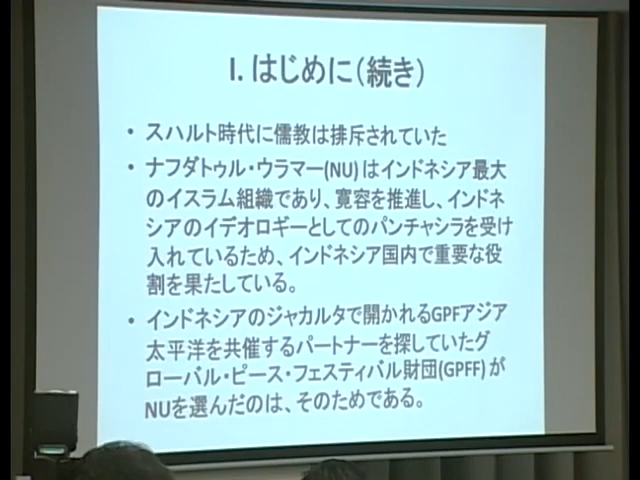 I. はじめに（続き）
• スハルト時代に儒教は排斥されていた
• ナフダトゥル・ウラマー(NU) はインドネシア最大
のイスラム組織であり、寛容を推進し、インドネ
シアのイデオロギーとしてのパンチャシラを受け
入れているため、インドネシア国内で重要な役
割を果たしている。
• インドネシアのジャカルタで開かれるGPFアジア
太平洋を共催するパートナーを探していたグ
ローバル・ピース・フェスティバル財団(GPFF) が
NUを選んだのは、そのためである。